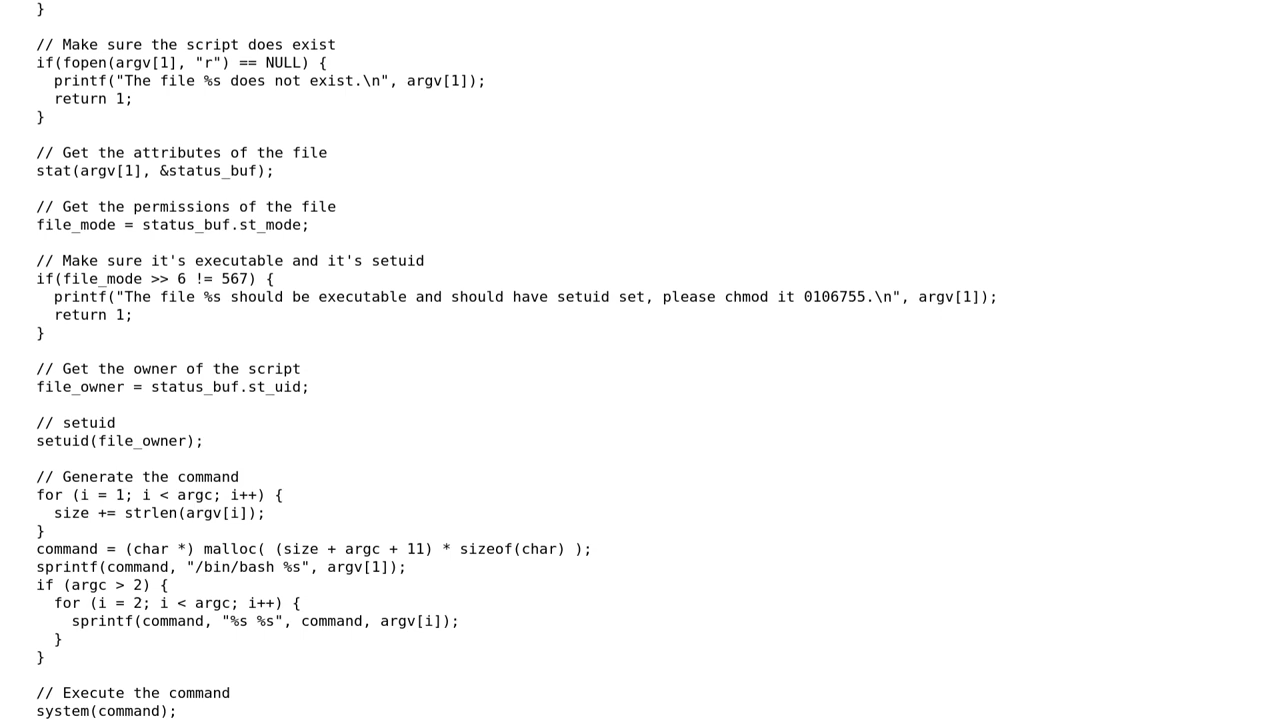 }
// Make sure the script does exist
if(fopen(argv[1], "r") == NULL) {
printf("The file %s does not exist.\n", argv[1]);
return 1;
}
// Get the attributes of the file
stat(argv[1], &status_buf);
// Get the permissions of the file
file_mode = status_buf.st_mode;
// Make sure it's executable and it's setuid
if(file_mode >> 6 != 567) {
printf("The file %s should be executable and should have setuid set, please chmod it 0106755.\n", argv[1]);
return 1;
}
// Get the owner of the script
file_owner = status_buf.st_uid;
// setuid
setuid(file_owner);
// Generate the command
for (i = 1; i < argc; i++) {
size += strlen(argv[i]);
}
command = (char *) malloc( (size + argc + 11) * sizeof(char) );
sprintf(command, "/bin/bash %s", argv[1]);
if (argc > 2) {
for (i = 2; i < argc; i++) {
sprintf(command, "%s %s", command, argv[i]);
}
}
// Execute the command
system(command);